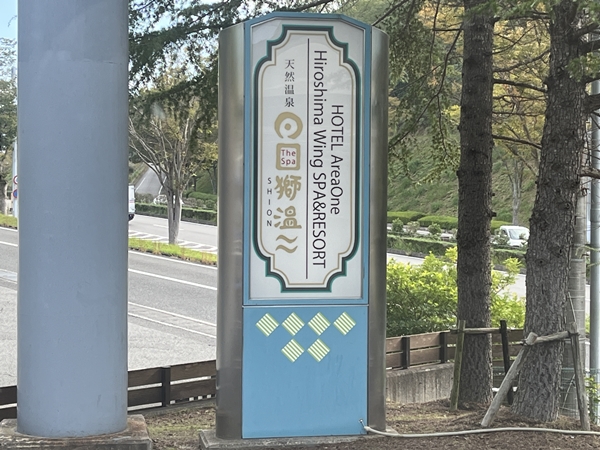 HOTEL AreaOne
Hiroshima Wing SPA&RESORT
天然温泉
The Spa
獅温
SHION